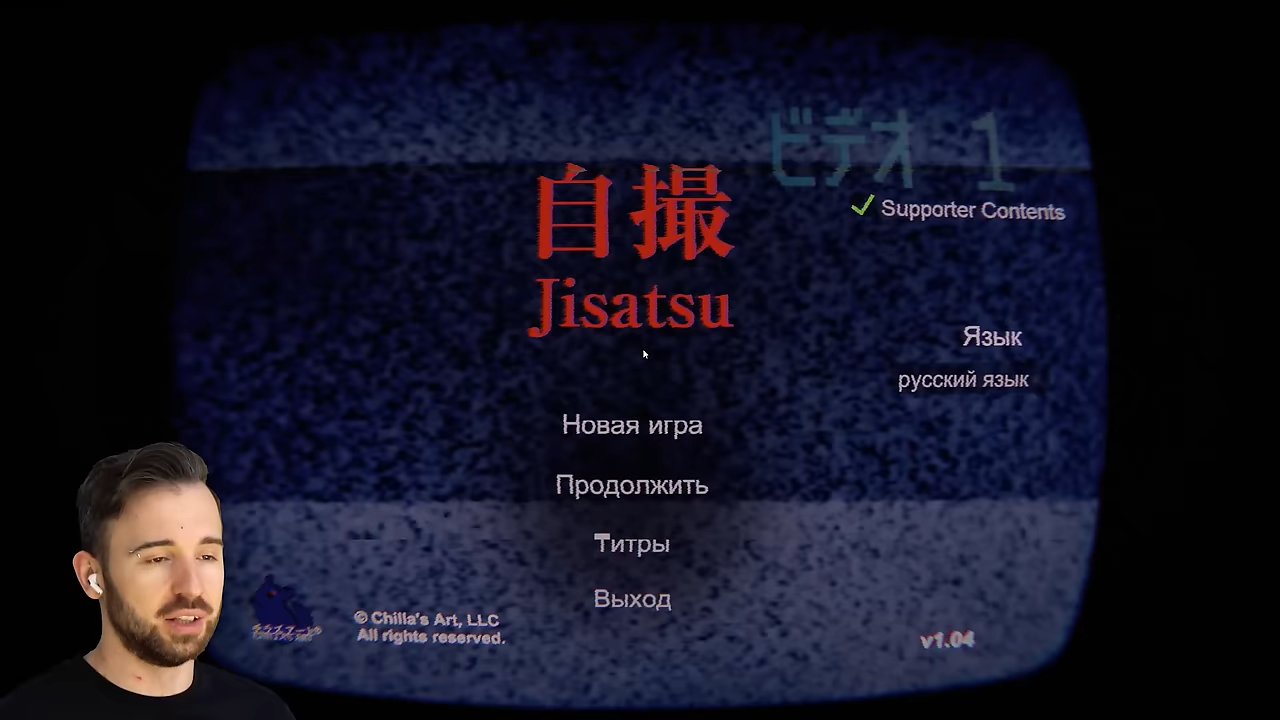 ビデオ 1
自撮
Jisatsu
Supporter Contents
Язык
русский язык
Новая игра
Продолжить
Титры
Выход
© Chilla's Art, LLC
All rights reserved.
v1.04